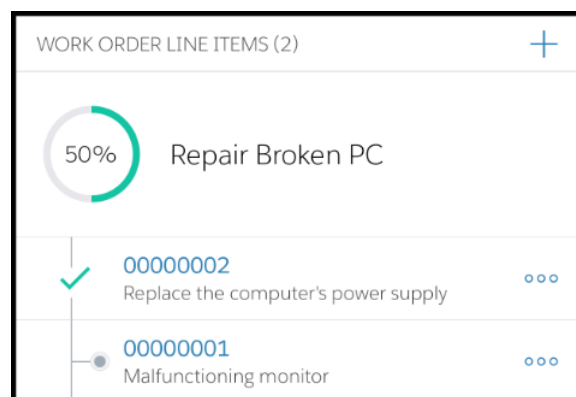 WORK ORDER LINE ITEMS (2)
50%
Repair Broken PC
00000002
Replace the computer's power supply
00000001
Malfunctioning monitor